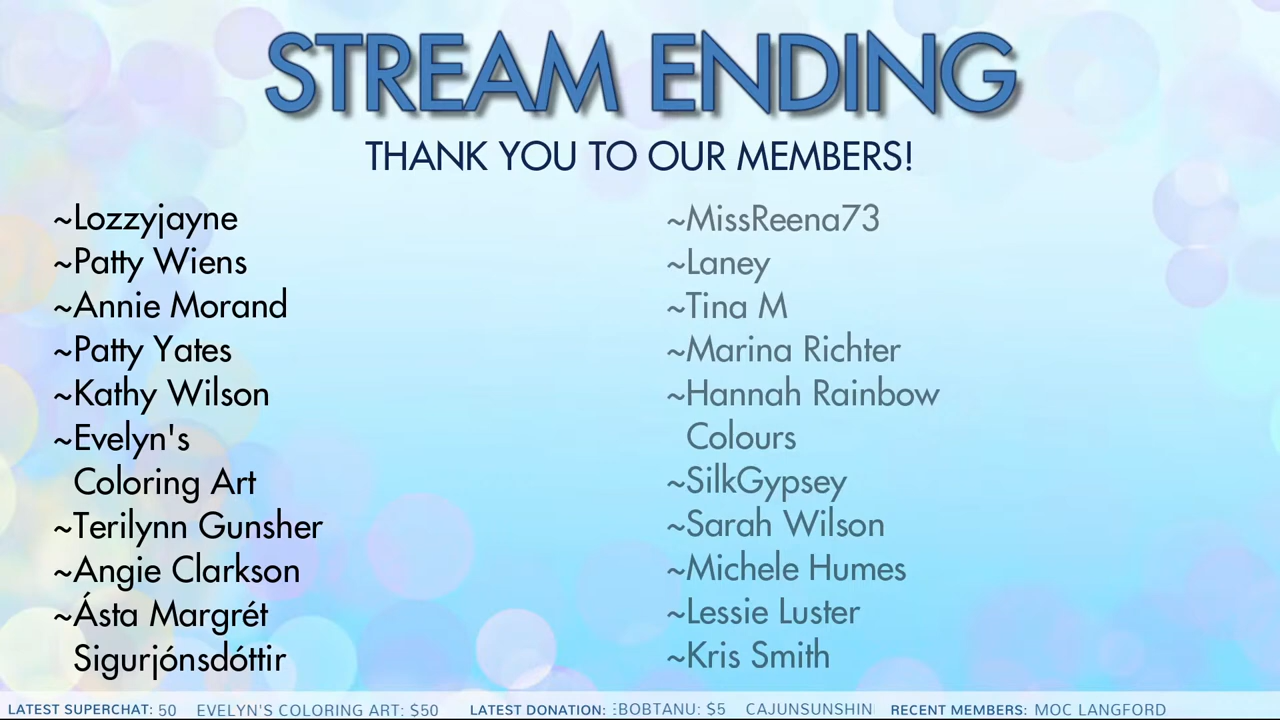 STREAM ENDING
THANK YOU TO OUR MEMBERS!
~Lozzyjayne
~Patty Wiens
~Annie Morand
~Patty Yates
~Kathy Wilson
~Evelyn's
Coloring Art
~Terilynn Gunsher
~Angie Clarkson
~Ásta Margrét
Sigurjónsdóttir
~MissReena73
~Laney
~Tina M
~Marina Richter
~Hannah Rainbow
Colours
~SilkGypsey
~Sarah Wilson
~Michele Humes
~Lessie Luster
~Kris Smith
LATEST SUPERCHAT: 50 EVELYN'S COLORING ART: $50 LATEST DONATION: BOBTANU: $5 CAJUNSUNSHIN RECENT MEMBERS: MOC LANGFORD